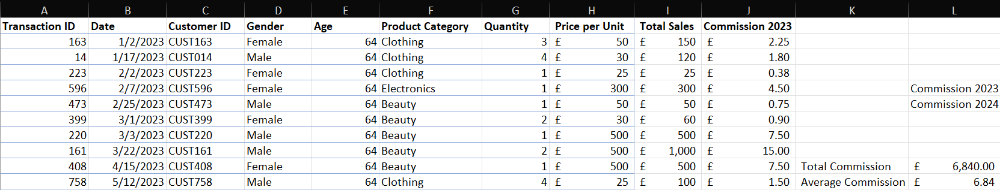 A B C D E F G H I J K L
Transaction ID Date Customer ID Gender Age Product Category Quantity Price per Unit Total Sales Commission 2023
163 1/2/2023 CUST163 Female 64 Clothing 3 £ 50 £ 150 £ 2.25
14 1/17/2023 CUST014 Male 64 Clothing 4 £ 30 £ 120 £ 1.80
223 2/2/2023 CUST223 Female 64 Clothing 1 £ 25 £ 25 £ 0.38
596 2/7/2023 CUST596 Female 64 Electronics 1 £ 300 £ 300 £ 4.50 Commission 2023
473 2/25/2023 CUST473 Male 64 Beauty 1 £ 50 £ 50 £ 0.75 Commission 2024
399 3/1/2023 CUST399 Female 64 Beauty 2 £ 30 £ 60 £ 0.90
220 3/3/2023 CUST220 Male 64 Beauty 1 £ 500 £ 500 £ 7.50
161 3/22/2023 CUST161 Male 64 Beauty 2 £ 500 £ 1,000 £ 15.00
408 4/15/2023 CUST408 Female 64 Beauty 1 £ 500 £ 500 £ 7.50 Total Commission £ 6,840.00
758 5/12/2023 CUST758 Male 64 Clothing 4 £ 25 £ 100 £ 1.50 Average Commission £ 6.84